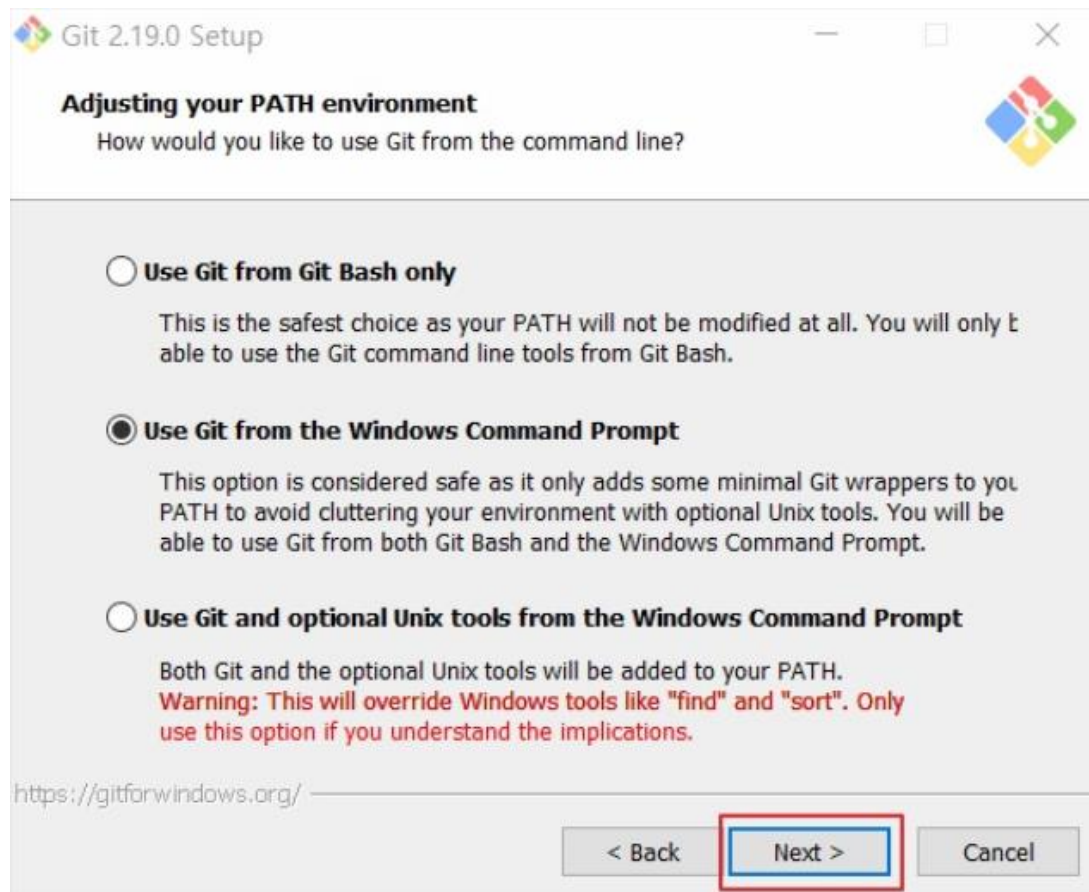 Git 2.19.0 Setup
Adjusting your PATH environment
How would you like to use Git from the command line?
Use Git from Git Bash only
This is the safest choice as your PATH will not be modified at all. You will only
able to use the Git command line tools from Git Bash.
Use Git from the Windows Command Prompt
This option is considered safe as it only adds some minimal Git wrappers to
PATH to avoid cluttering your environment with optional Unix tools. You will be
able to use Git from both Git Bash and the Windows Command Prompt.
Use Git and optional Unix tools from the Windows Command Prompt
Both Git and the optional Unix tools will be added to your PATH.
Warning: This will override Windows tools like "find" and "sort". Only
use this option if you understand the implications.
https://gitforwindows.org/
< Back Next > Cancel